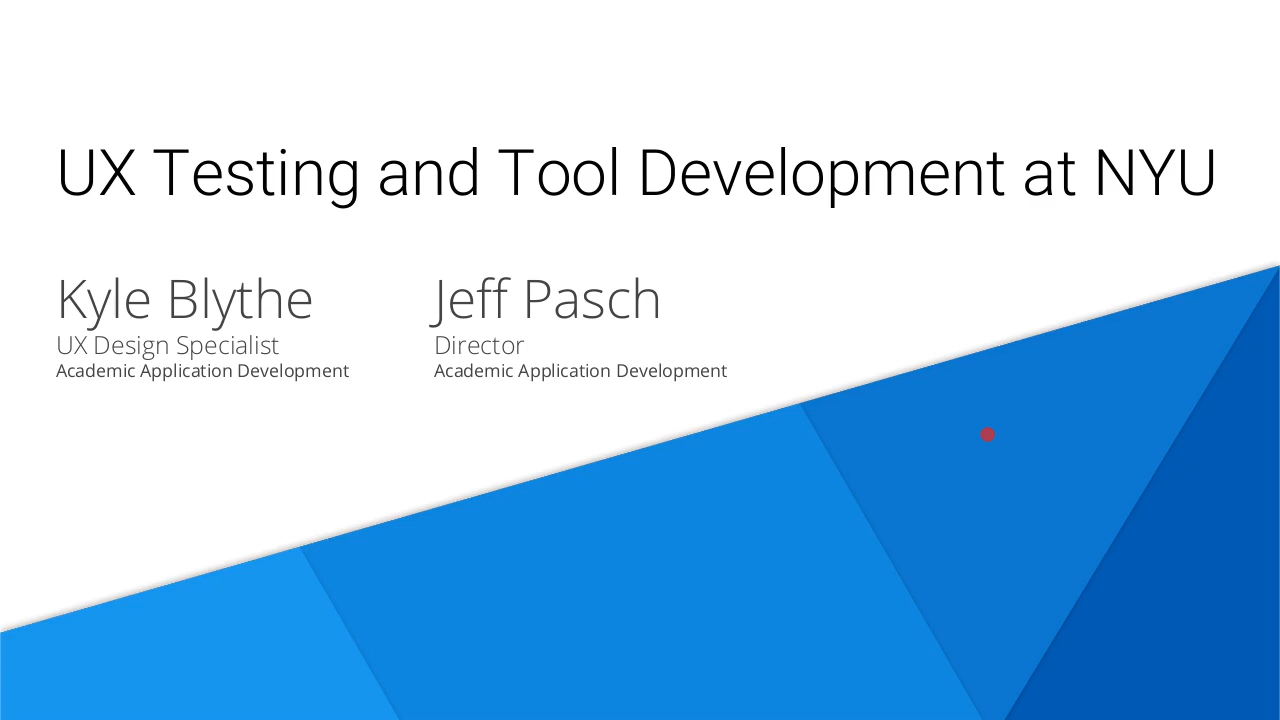 UX Testing and Tool Development at NYU
Kyle Blythe
UX Design Specialist
Academic Application Development
Jeff Pasch
Director
Academic Application Development